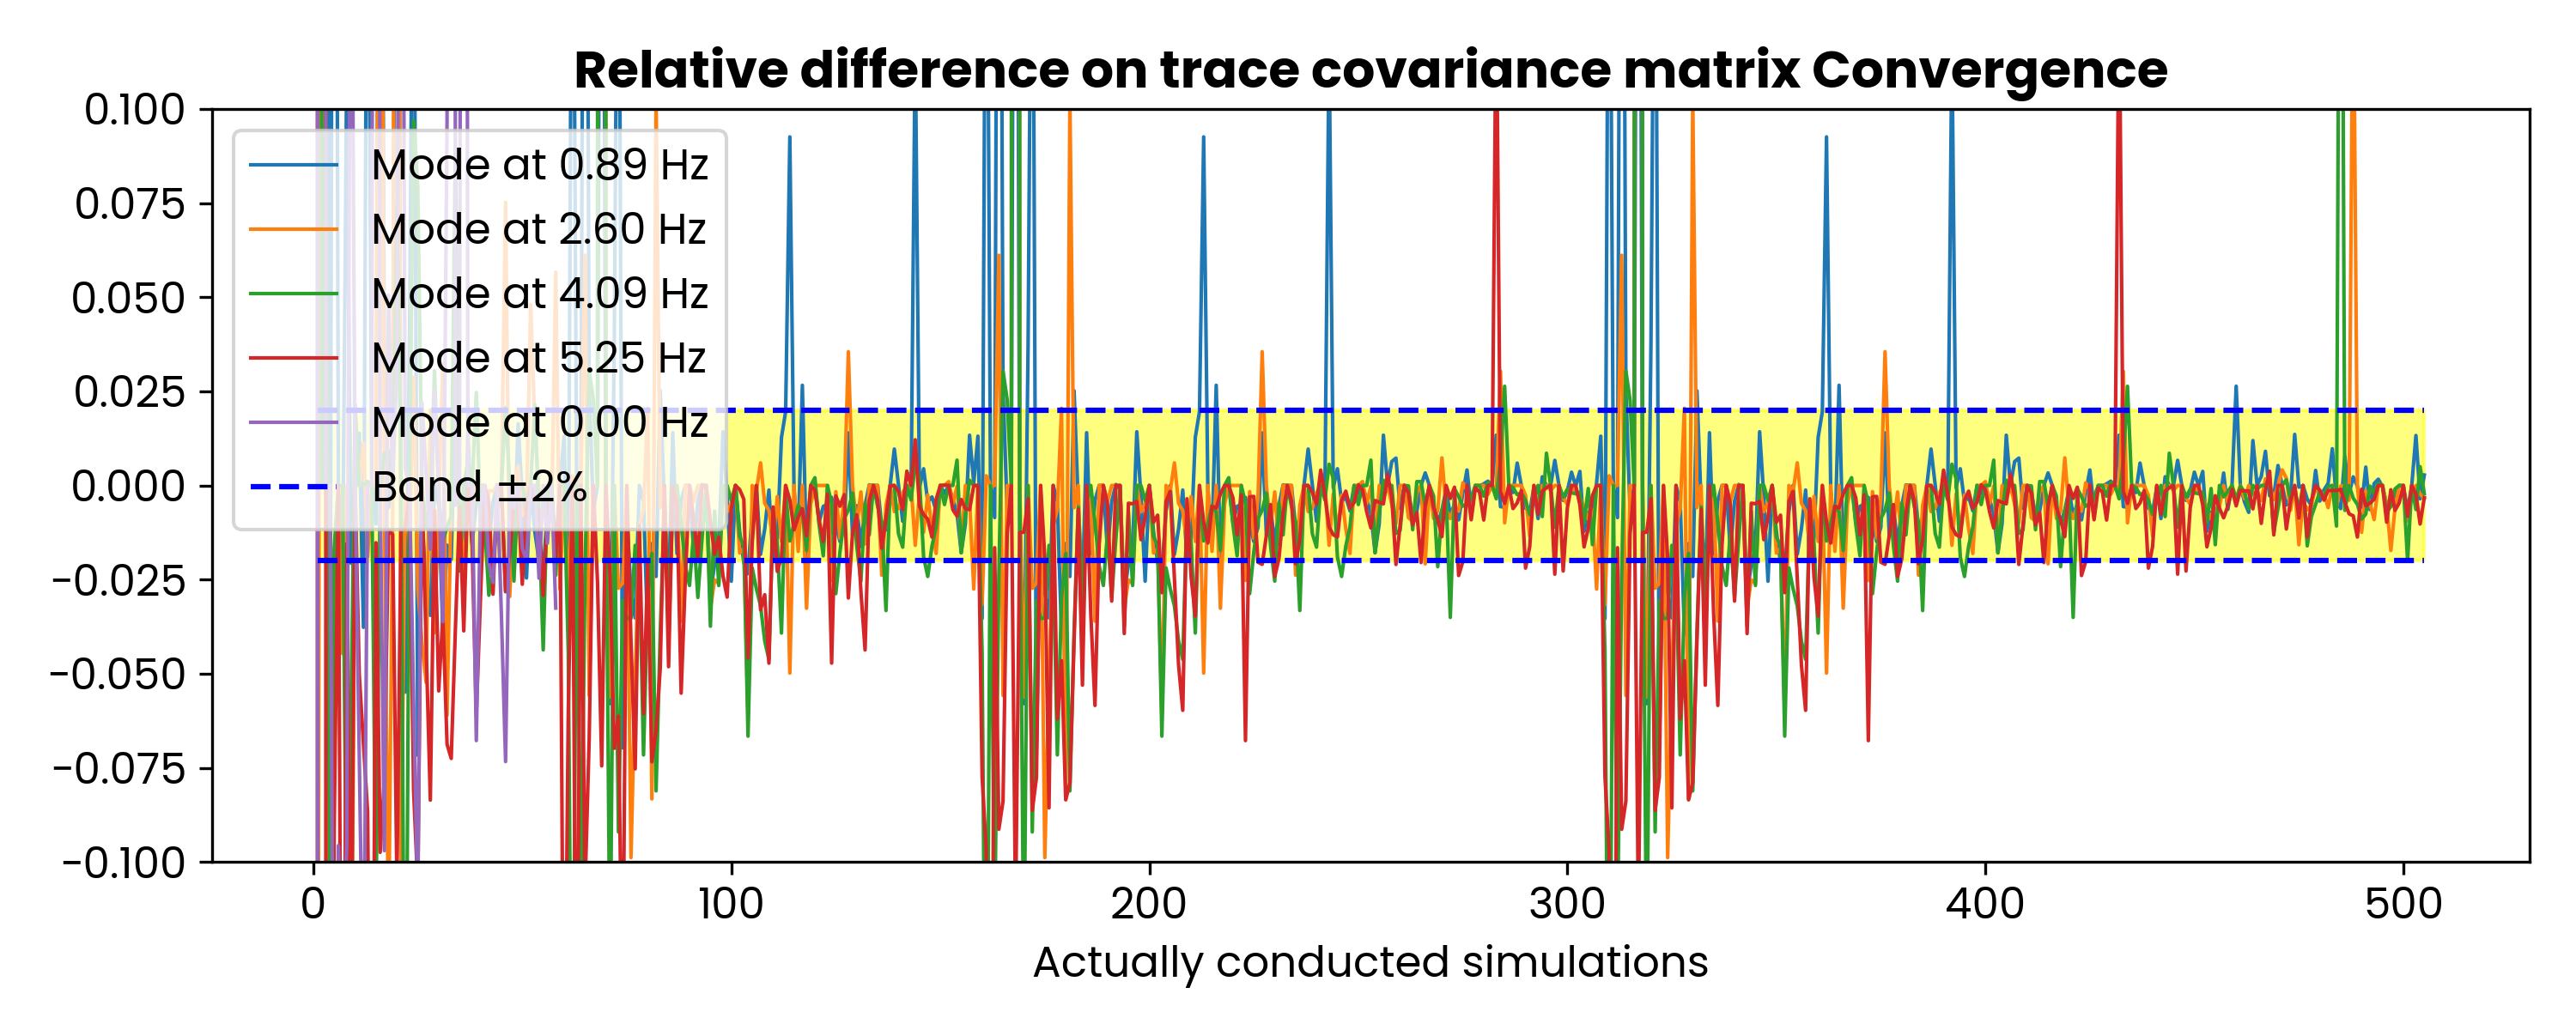 Relative difference on trace covariance matrix Convergence
0.100
0.075
0.050
0.025
0.000
−0.025
−0.050
−0.075
−0.100
Mode at 0.89 Hz
Mode at 2.60 Hz
Mode at 4.09 Hz
Mode at 5.25 Hz
Mode at 0.00 Hz
Band ±2%
0 100 200 300 400 500
Actually conducted simulations